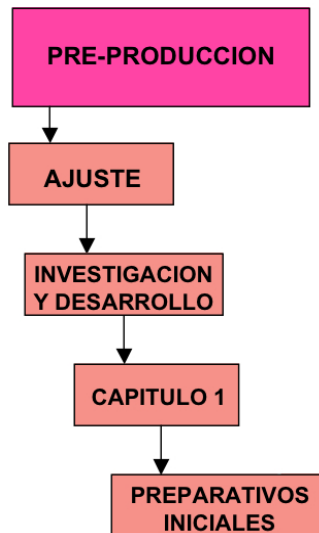 PRE-PRODUCCION
AJUSTE
INVESTIGACION
Y DESARROLLO
CAPITULO 1
PREPARATIVOS
INICIALES